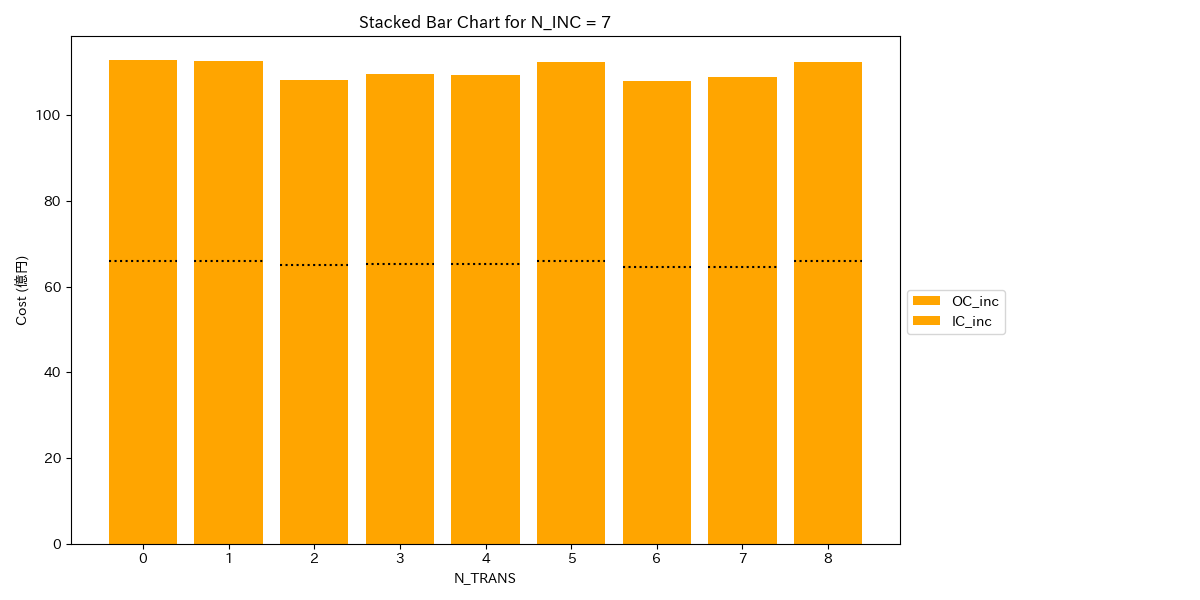 Stacked Bar Chart for N_INC = 7
Cost (億円)
100
80
60
40
20
0
0 1 2 3 4 5 6 7 8
N_TRANS
OC_inc
IC_inc